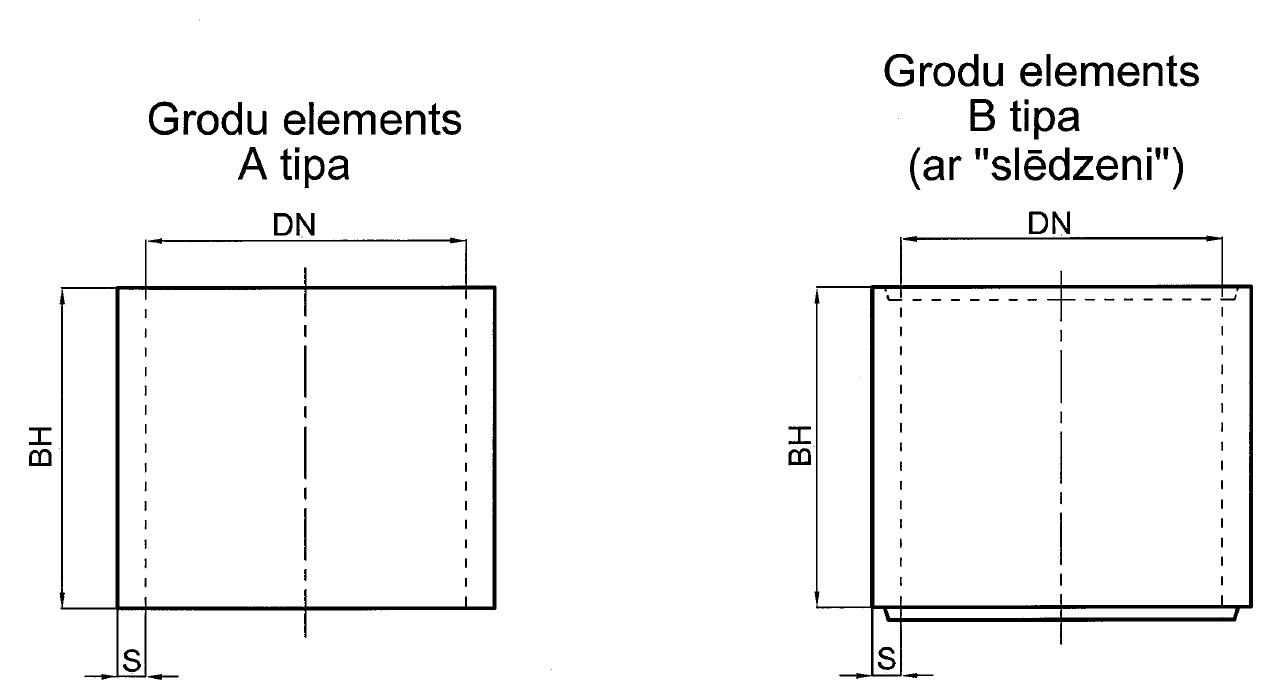 Grodu elements
A tipa
DN
BH
S
Grodu elements
B tipa
(ar "slēdzeni")
DN
BH
S